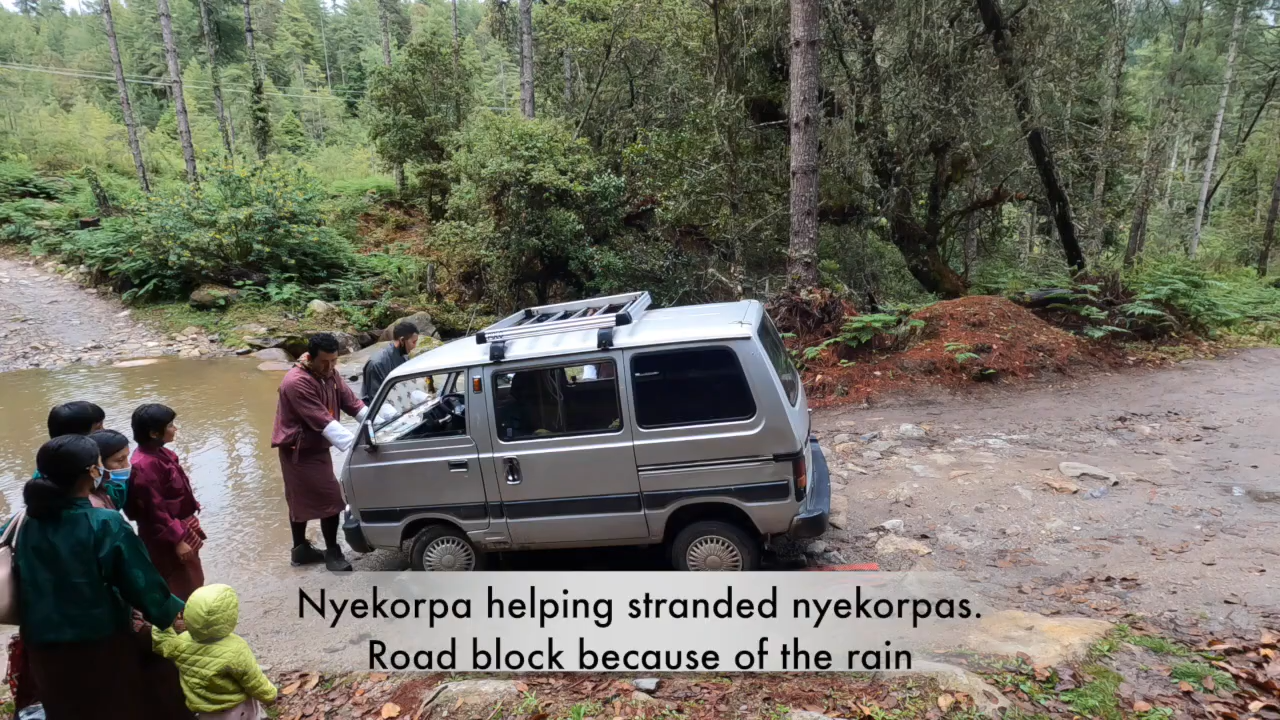 Nyekorpa helping stranded nyekorpas.
Road block because of the rain